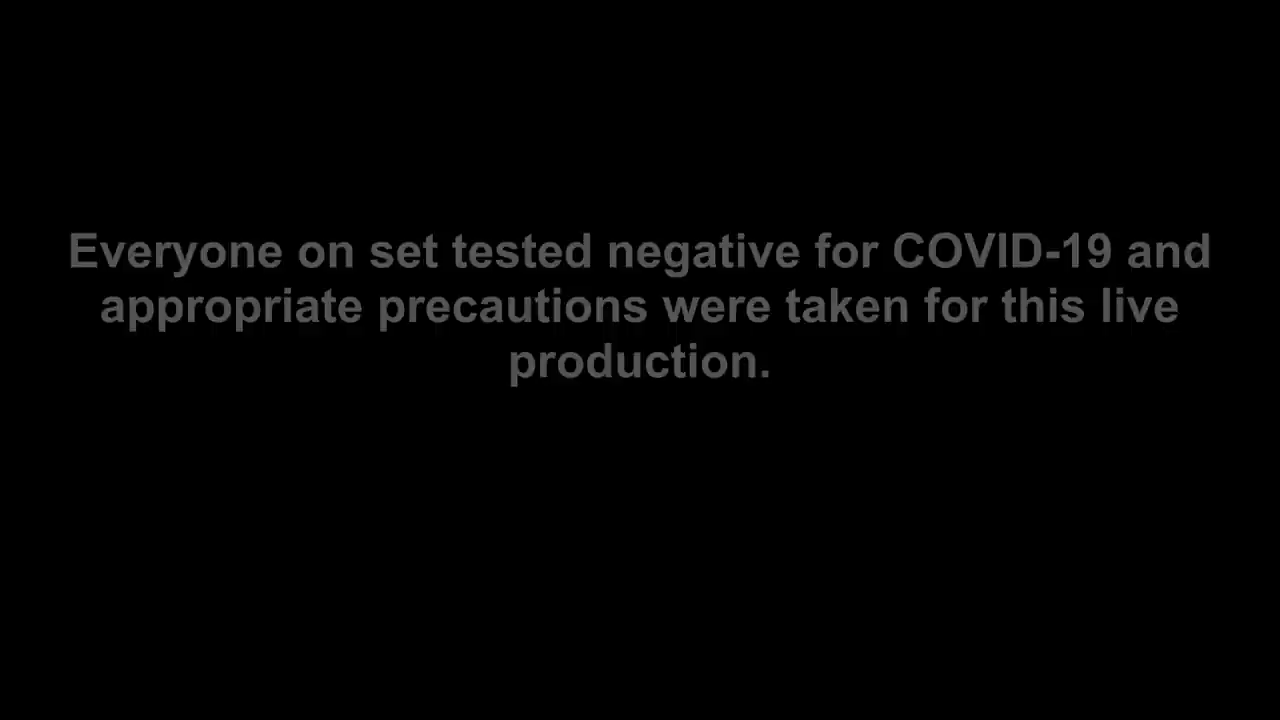 Everyone on set tested negative for COVID-19 and
appropriate precautions were taken for this live
production.